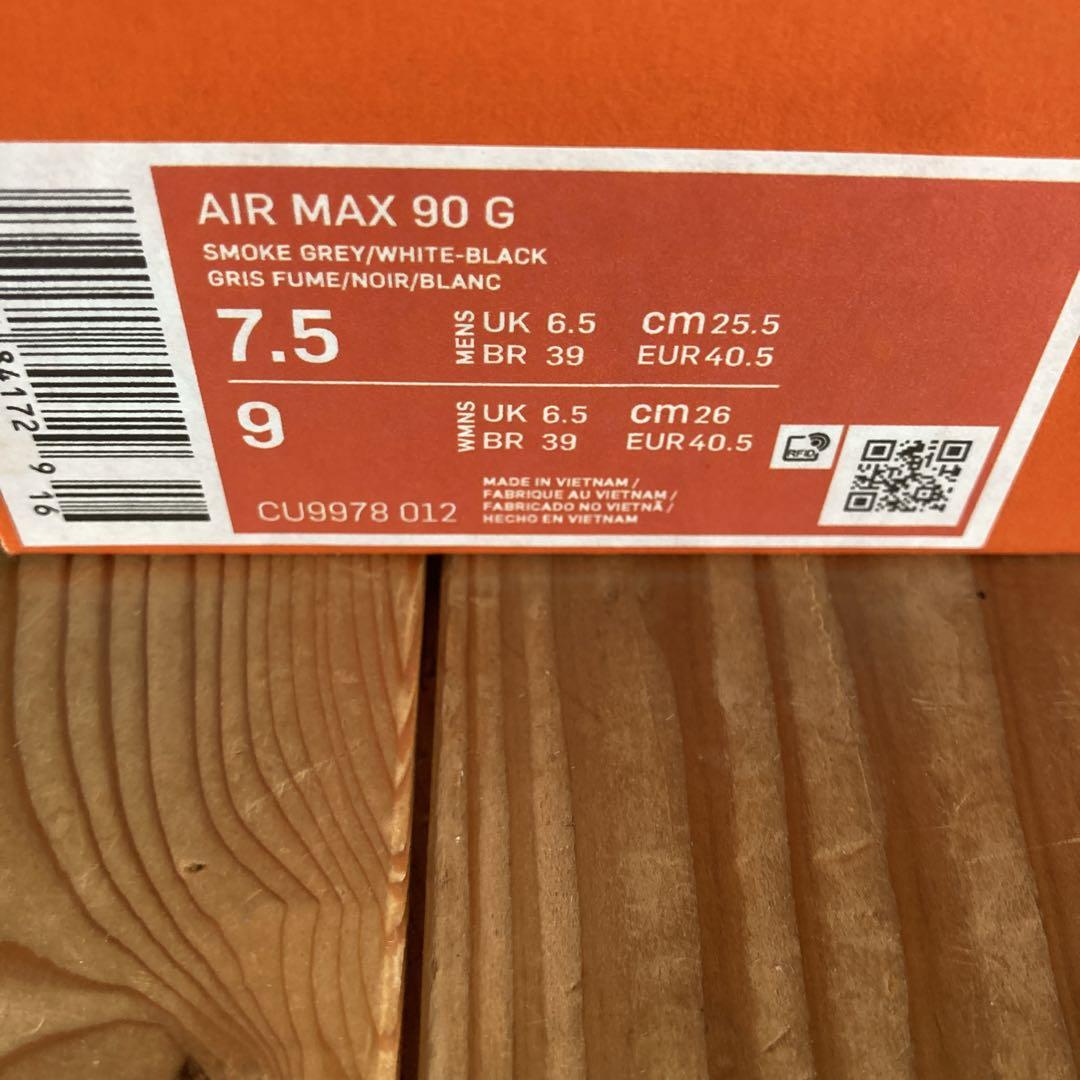 AIR MAX 90 G
SMOKE GREY/WHITE-BLACK
GRIS FUME/NOIR/BLANC
7.5 MENS UK 6.5 cm 25.5
BR 39 EUR 40.5
9 WMNS UK 6.5 cm 26
BR 39 EUR 40.5
RFID
CU9978 012
MADE IN VIETNAM /
FABRIQUE AU VIETNAM /
FABRICADO NO VIETNÃ /
HECHO EN VIETNAM
84172 9 16